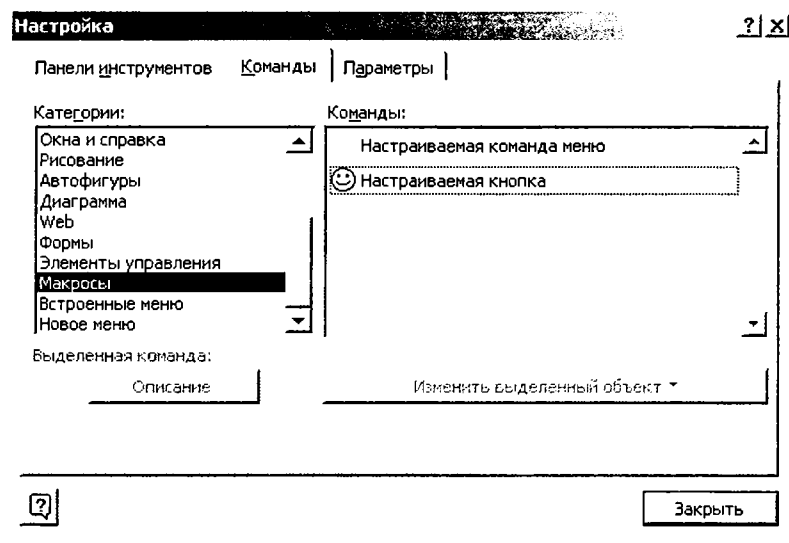 Настройка
Панели инструментов Команды Параметры
Категории: Команды:
Окна и справка
Рисование
Автофигуры
Диаграмма
Web
Формы
Элементы управления
Макросы
Встроенные меню
Новое меню
Настраиваемая команда меню
Настраиваемая кнопка
Выделенная команда:
Описание Изменить выделенный объект
Закрыть